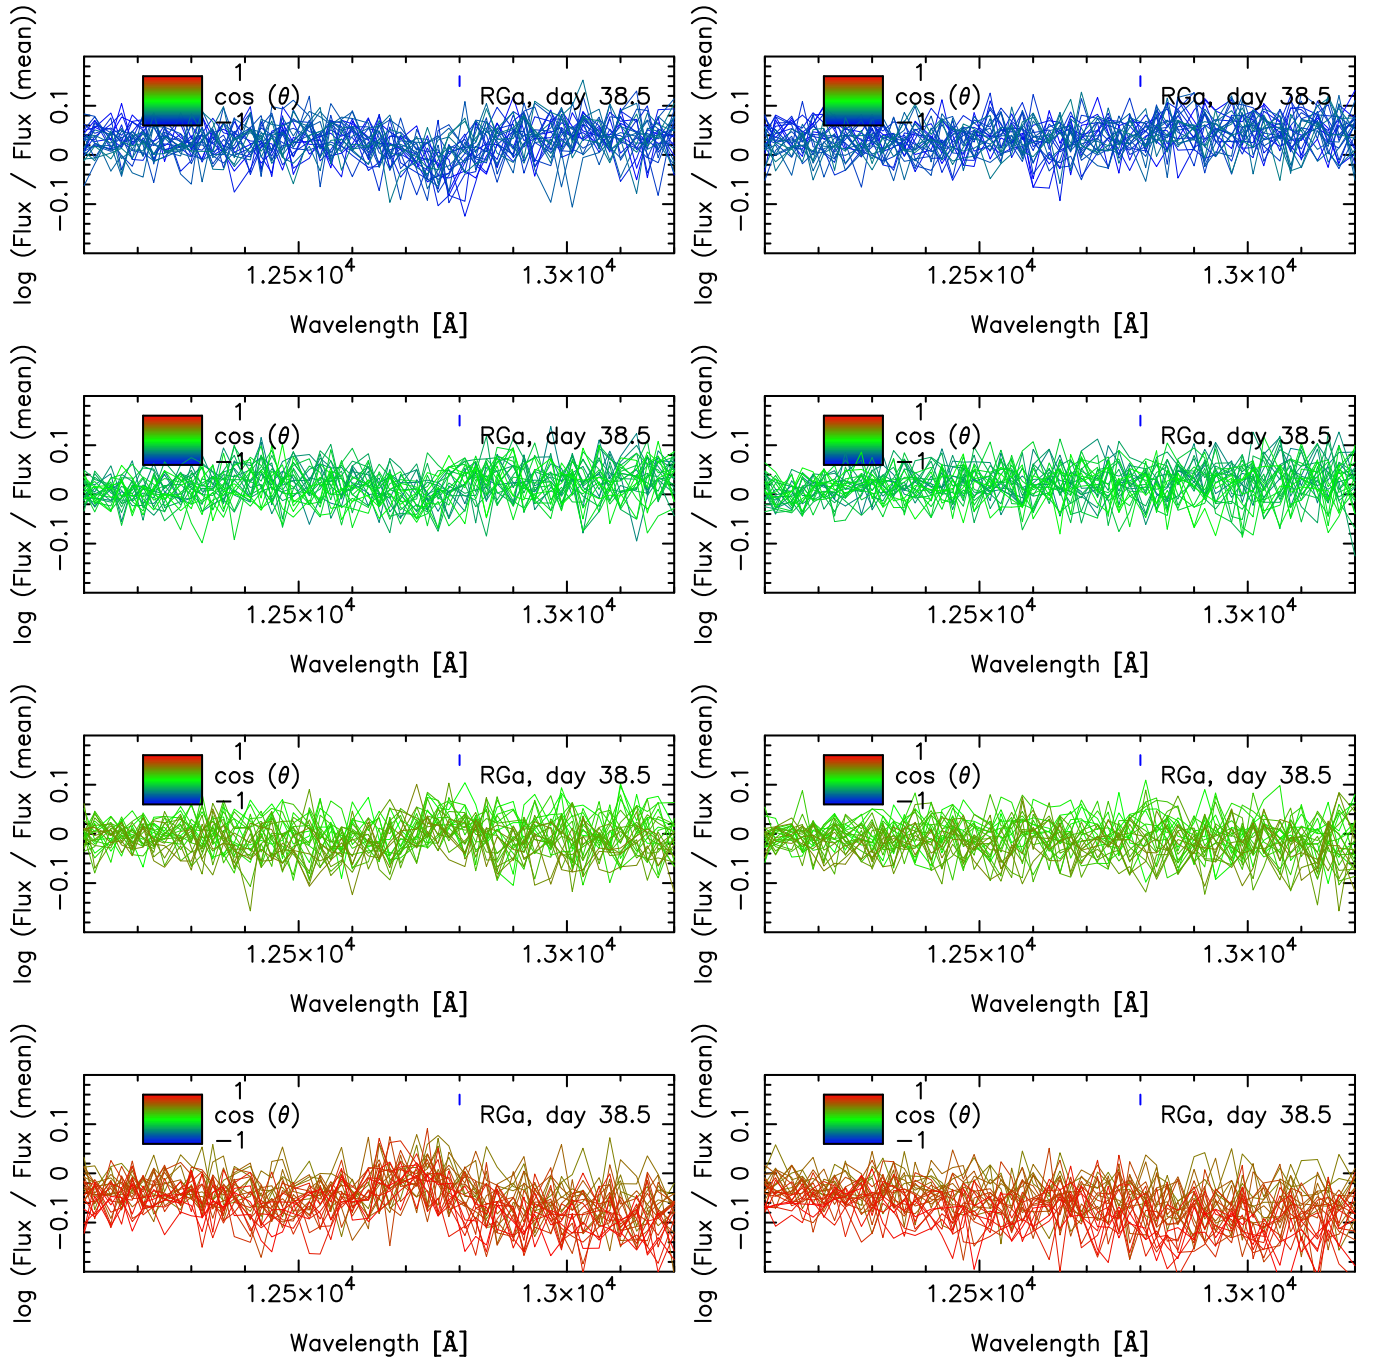 log (Flux / Flux (mean))
0.1
0
−0.1
1
cos (θ)
−1
RGa, day 38.5
1.25×10⁴
1.3×10⁴
Wavelength [Å]
log (Flux / Flux (mean))
0.1
0
−0.1
1
cos (θ)
−1
RGa, day 38.5
1.25×10⁴
1.3×10⁴
Wavelength [Å]
log (Flux / Flux (mean))
0.1
0
−0.1
1
cos (θ)
−1
RGa, day 38.5
1.25×10⁴
1.3×10⁴
Wavelength [Å]
log (Flux / Flux (mean))
0.1
0
−0.1
1
cos (θ)
−1
RGa, day 38.5
1.25×10⁴
1.3×10⁴
Wavelength [Å]
log (Flux / Flux (mean))
0.1
0
−0.1
1
cos (θ)
−1
RGa, day 38.5
1.25×10⁴
1.3×10⁴
Wavelength [Å]
log (Flux / Flux (mean))
0.1
0
−0.1
1
cos (θ)
−1
RGa, day 38.5
1.25×10⁴
1.3×10⁴
Wavelength [Å]
log (Flux / Flux (mean))
0.1
0
−0.1
1
cos (θ)
−1
RGa, day 38.5
1.25×10⁴
1.3×10⁴
Wavelength [Å]
log (Flux / Flux (mean))
0.1
0
−0.1
1
cos (θ)
−1
RGa, day 38.5
1.25×10⁴
1.3×10⁴
Wavelength [Å]